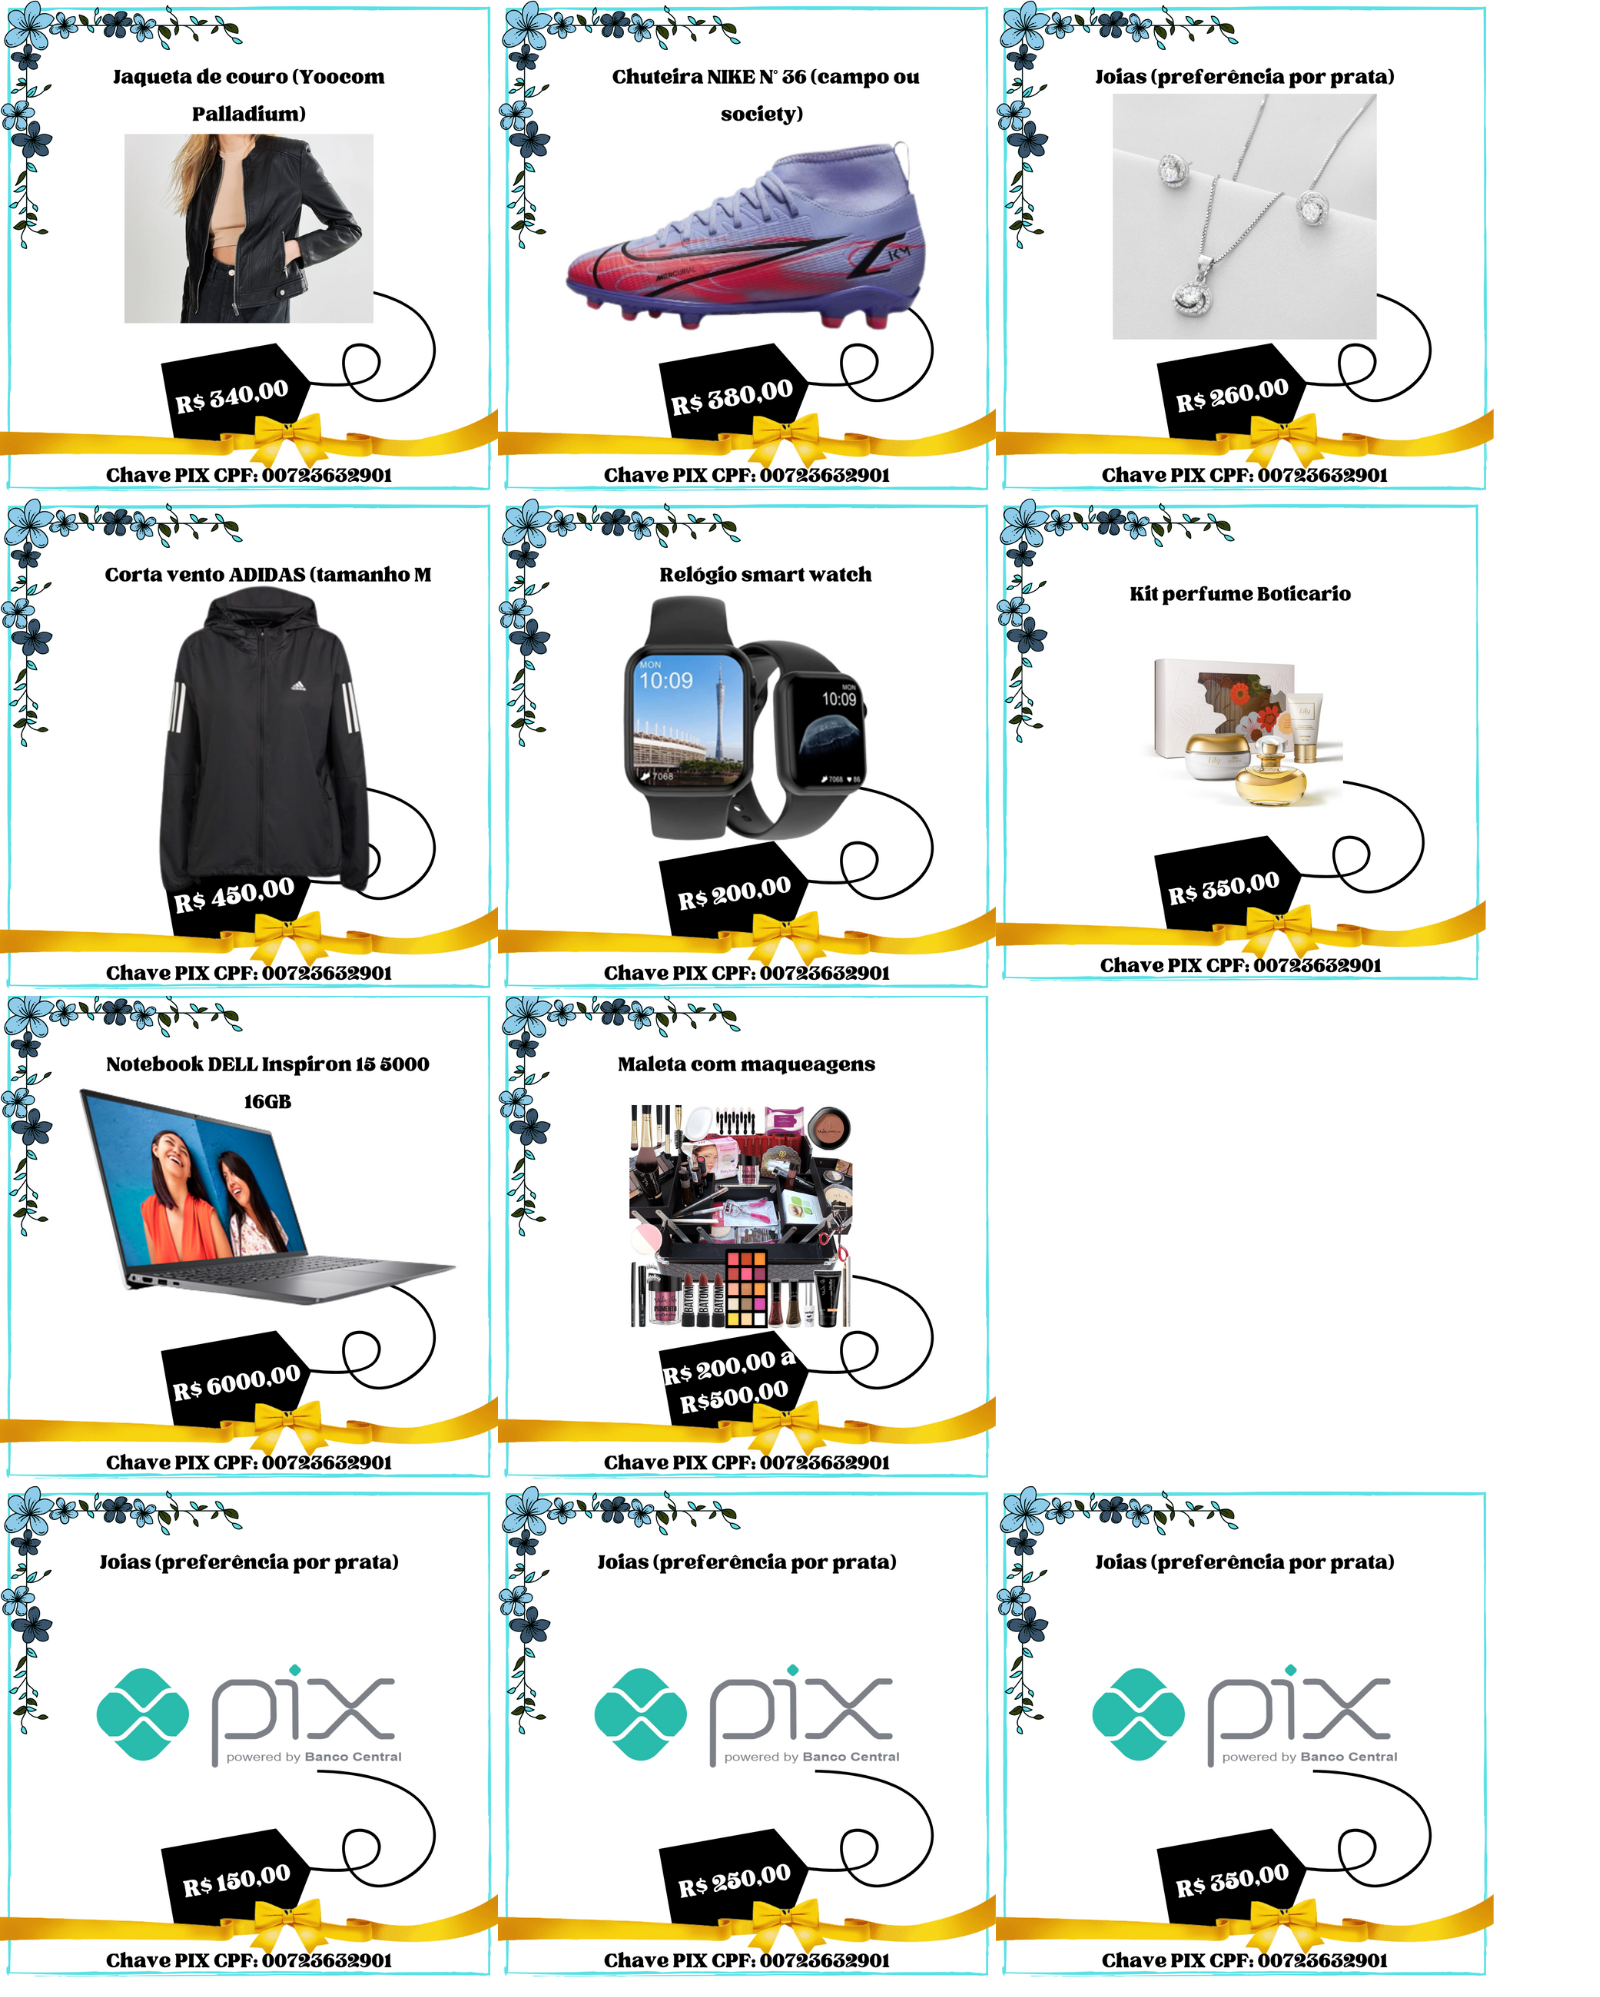 Jaqueta de couro (Yoocom
Palladium)
R$ 340,00
Chave PIX CPF: 00723632901
Chuteira NIKE N° 36 (campo ou
society)
MERCURIAL
KM
R$ 380,00
Chave PIX CPF: 00723632901
Joias (preferência por prata)
R$ 260,00
Chave PIX CPF: 00723632901
Corta vento ADIDAS (tamanho M
R$ 450,00
Chave PIX CPF: 00723632901
Relógio smart watch
MON
10:09
7068
MON
10:09
7068 86
R$ 200,00
Chave PIX CPF: 00723632901
Kit perfume Boticario
Lily
Lily
R$ 350,00
Chave PIX CPF: 00723632901
Notebook DELL Inspiron 15 5000
16GB
R$ 6000,00
Chave PIX CPF: 00723632901
Maleta com maqueagens
PIGMENTO
BATOM
BATOM
BATOM
R$ 200,00 a
R$500,00
Chave PIX CPF: 00723632901
Joias (preferência por prata)
pix
powered by Banco Central
R$ 150,00
Chave PIX CPF: 00723632901
Joias (preferência por prata)
pix
powered by Banco Central
R$ 250,00
Chave PIX CPF: 00723632901
Joias (preferência por prata)
pix
powered by Banco Central
R$ 350,00
Chave PIX CPF: 00723632901